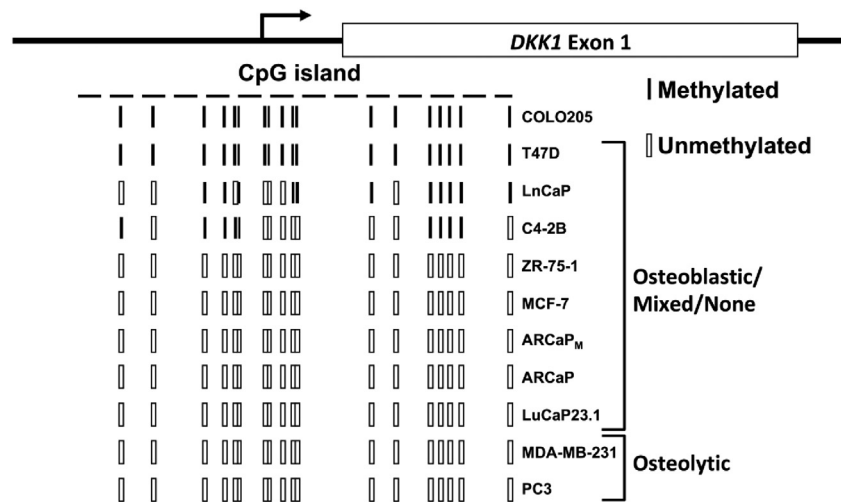 DKK1 Exon 1
CpG island
Methylated
Unmethylated
COLO205
T47D
LnCaP
C4-2B
ZR-75-1
MCF-7
ARCaPM
ARCaP
LuCaP23.1
MDA-MB-231
PC3
Osteoblastic/
Mixed/None
Osteolytic